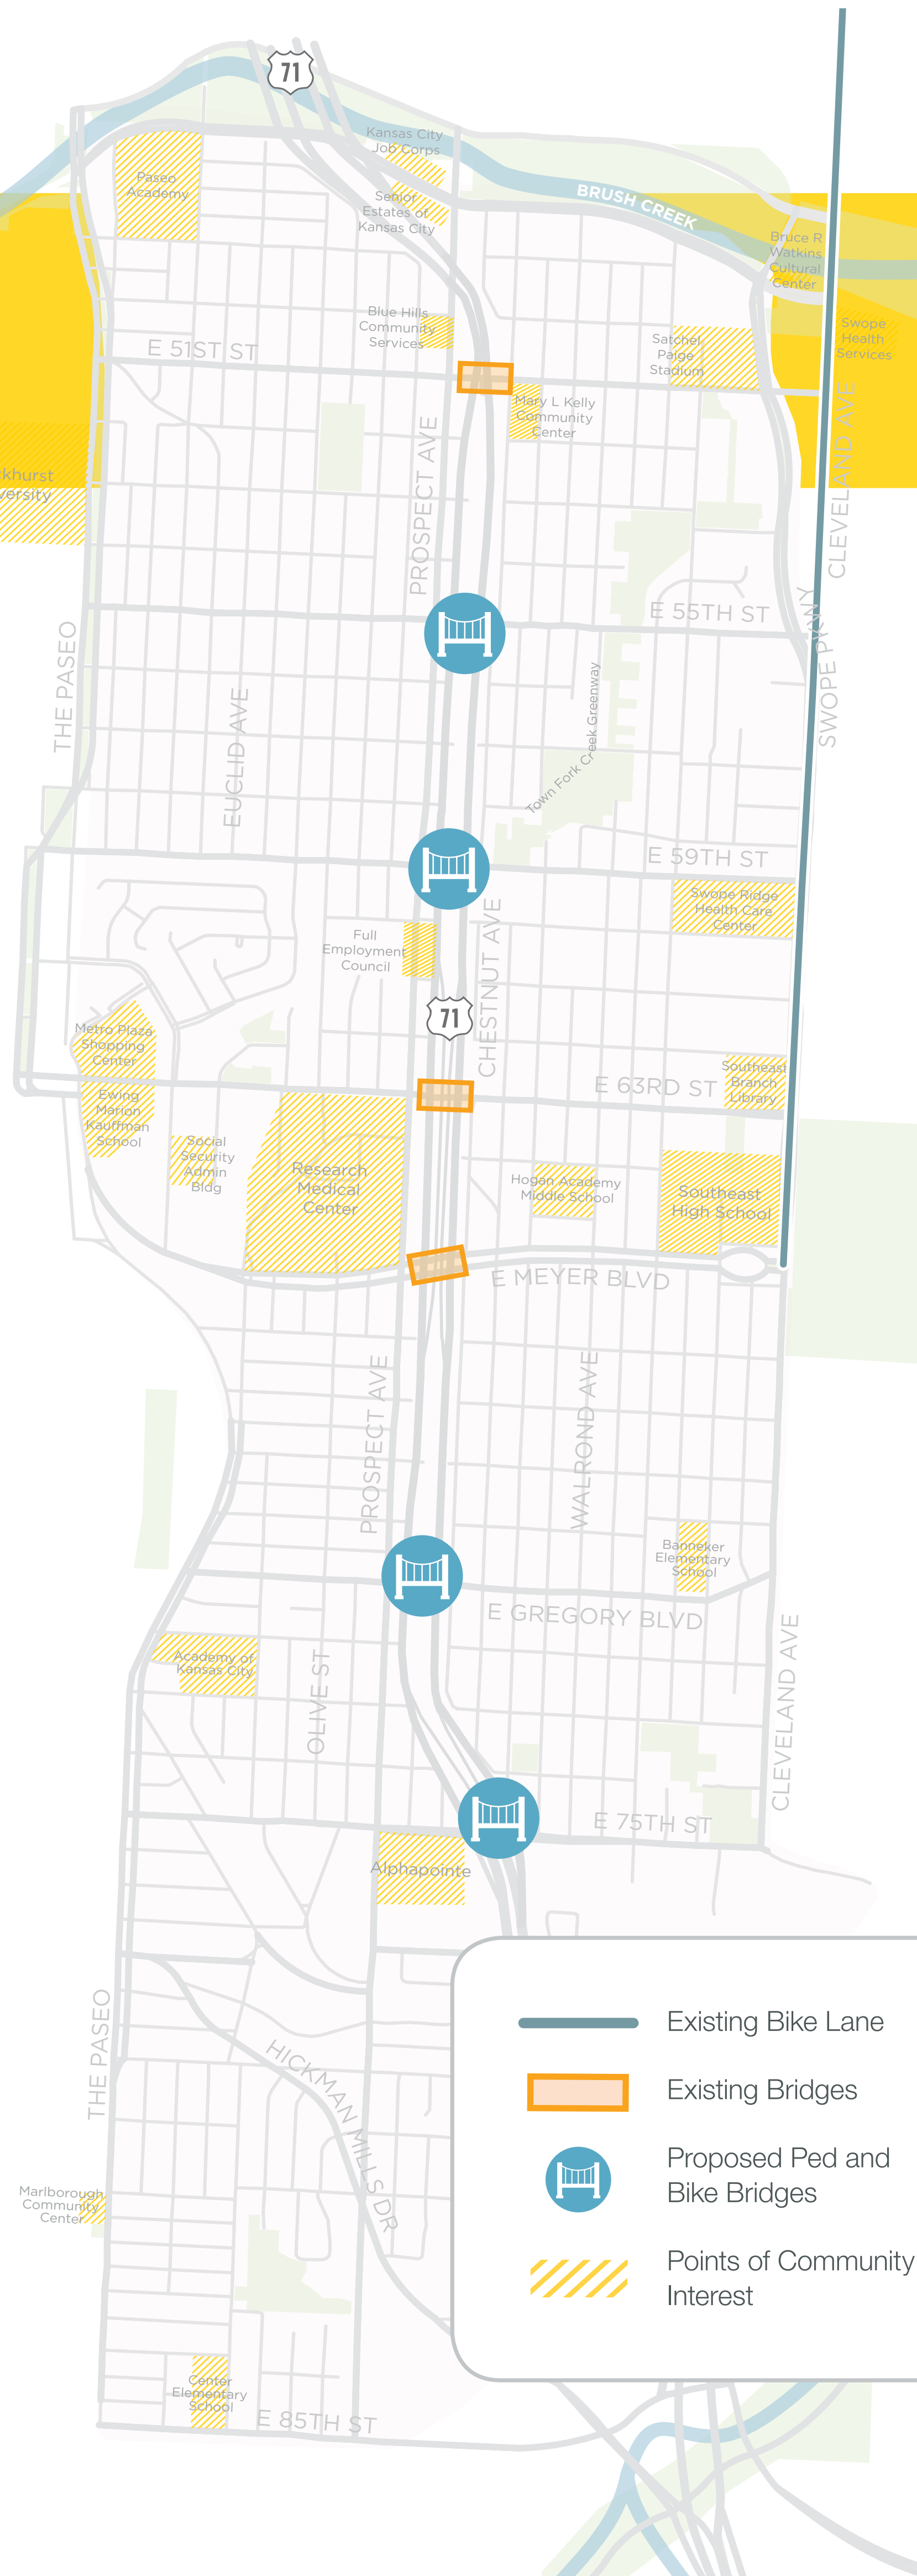 71
Kansas City
Job Corps
Paseo
Academy
Senior
Estates of
Kansas City
BRUSH CREEK
Bruce R
Watkins
Cultural
Center
Blue Hills
Community
Services
Swope
Health
Services
Satchel
Paige
Stadium
E 51ST ST
Mary L Kelly
Community
Center
PROSPECT AVE
CLEVELAND AVE
khurst
versity
E 55TH ST
SWOPE PKWY
THE PASEO
EUCLID AVE
Town Fork Creek Greenway
E 59TH ST
Swope Ridge
Health Care
Center
Full
Employment
Council
CHESTNUT AVE
71
Metro Plaza
Shopping
Center
E 63RD ST
Southeast
Branch
Library
Ewing
Marion
Kauffman
School
Social
Security
Admin
Bldg
Research
Medical
Center
Hogan Academy
Middle School
Southeast
High School
E MEYER BLVD
PROSPECT AVE
WALROND AVE
Banneker
Elementary
School
E GREGORY BLVD
Academy of
Kansas City
OLIVE ST
CLEVELAND AVE
E 75TH ST
Alphapointe
THE PASEO
HICKMAN MILLS DR
Marlborough
Community
Center
Center
Elementary
School
E 85TH ST
Existing Bike Lane
Existing Bridges
Proposed Ped and
Bike Bridges
Points of Community
Interest